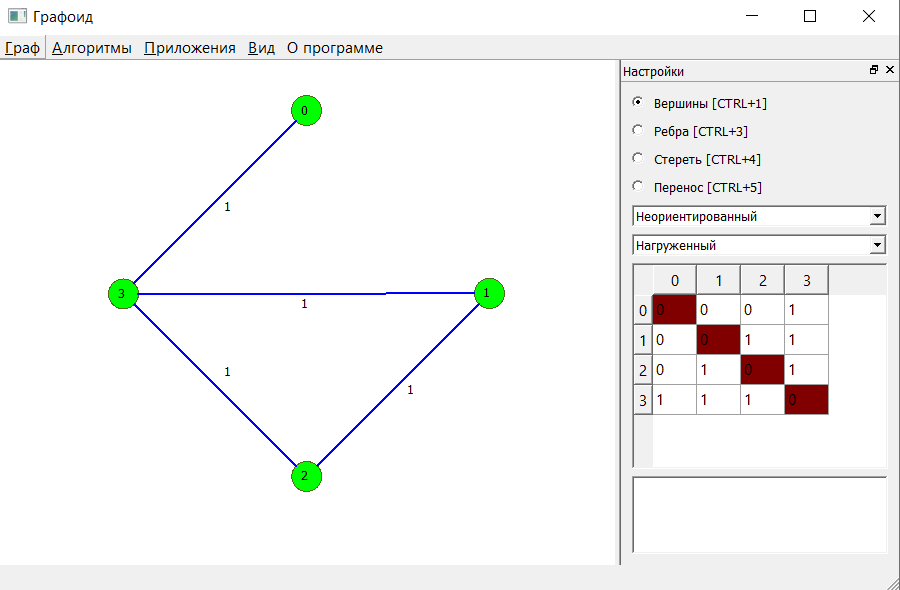 Графоид
Граф Алгоритмы Приложения Вид О программе
0
1
3
1
1
1
1
2
Настройки
Вершины [CTRL+1]
Ребра [CTRL+3]
Стереть [CTRL+4]
Перенос [CTRL+5]
Неориентированный
Нагруженный
0 1 2 3
0 0 0 0 1
1 0 0 1 1
2 0 1 0 1
3 1 1 1 0